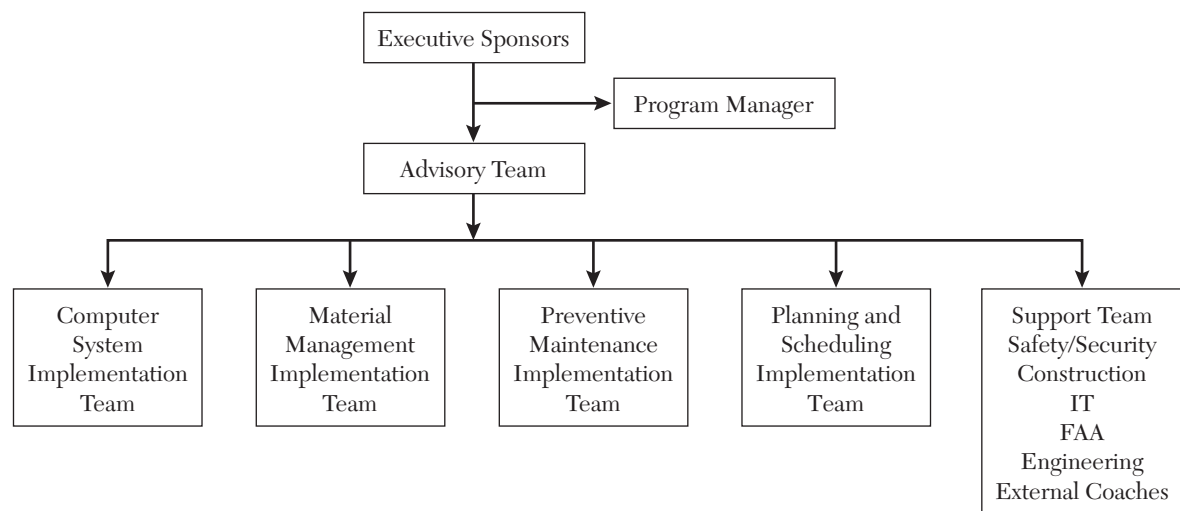 Executive Sponsors
Program Manager
Advisory Team
Computer
System
Implementation
Team
Material
Management
Implementation
Team
Preventive
Maintenance
Implementation
Team
Planning and
Scheduling
Implementation
Team
Support Team
Safety/Security
Construction
IT
FAA
Engineering
External Coaches